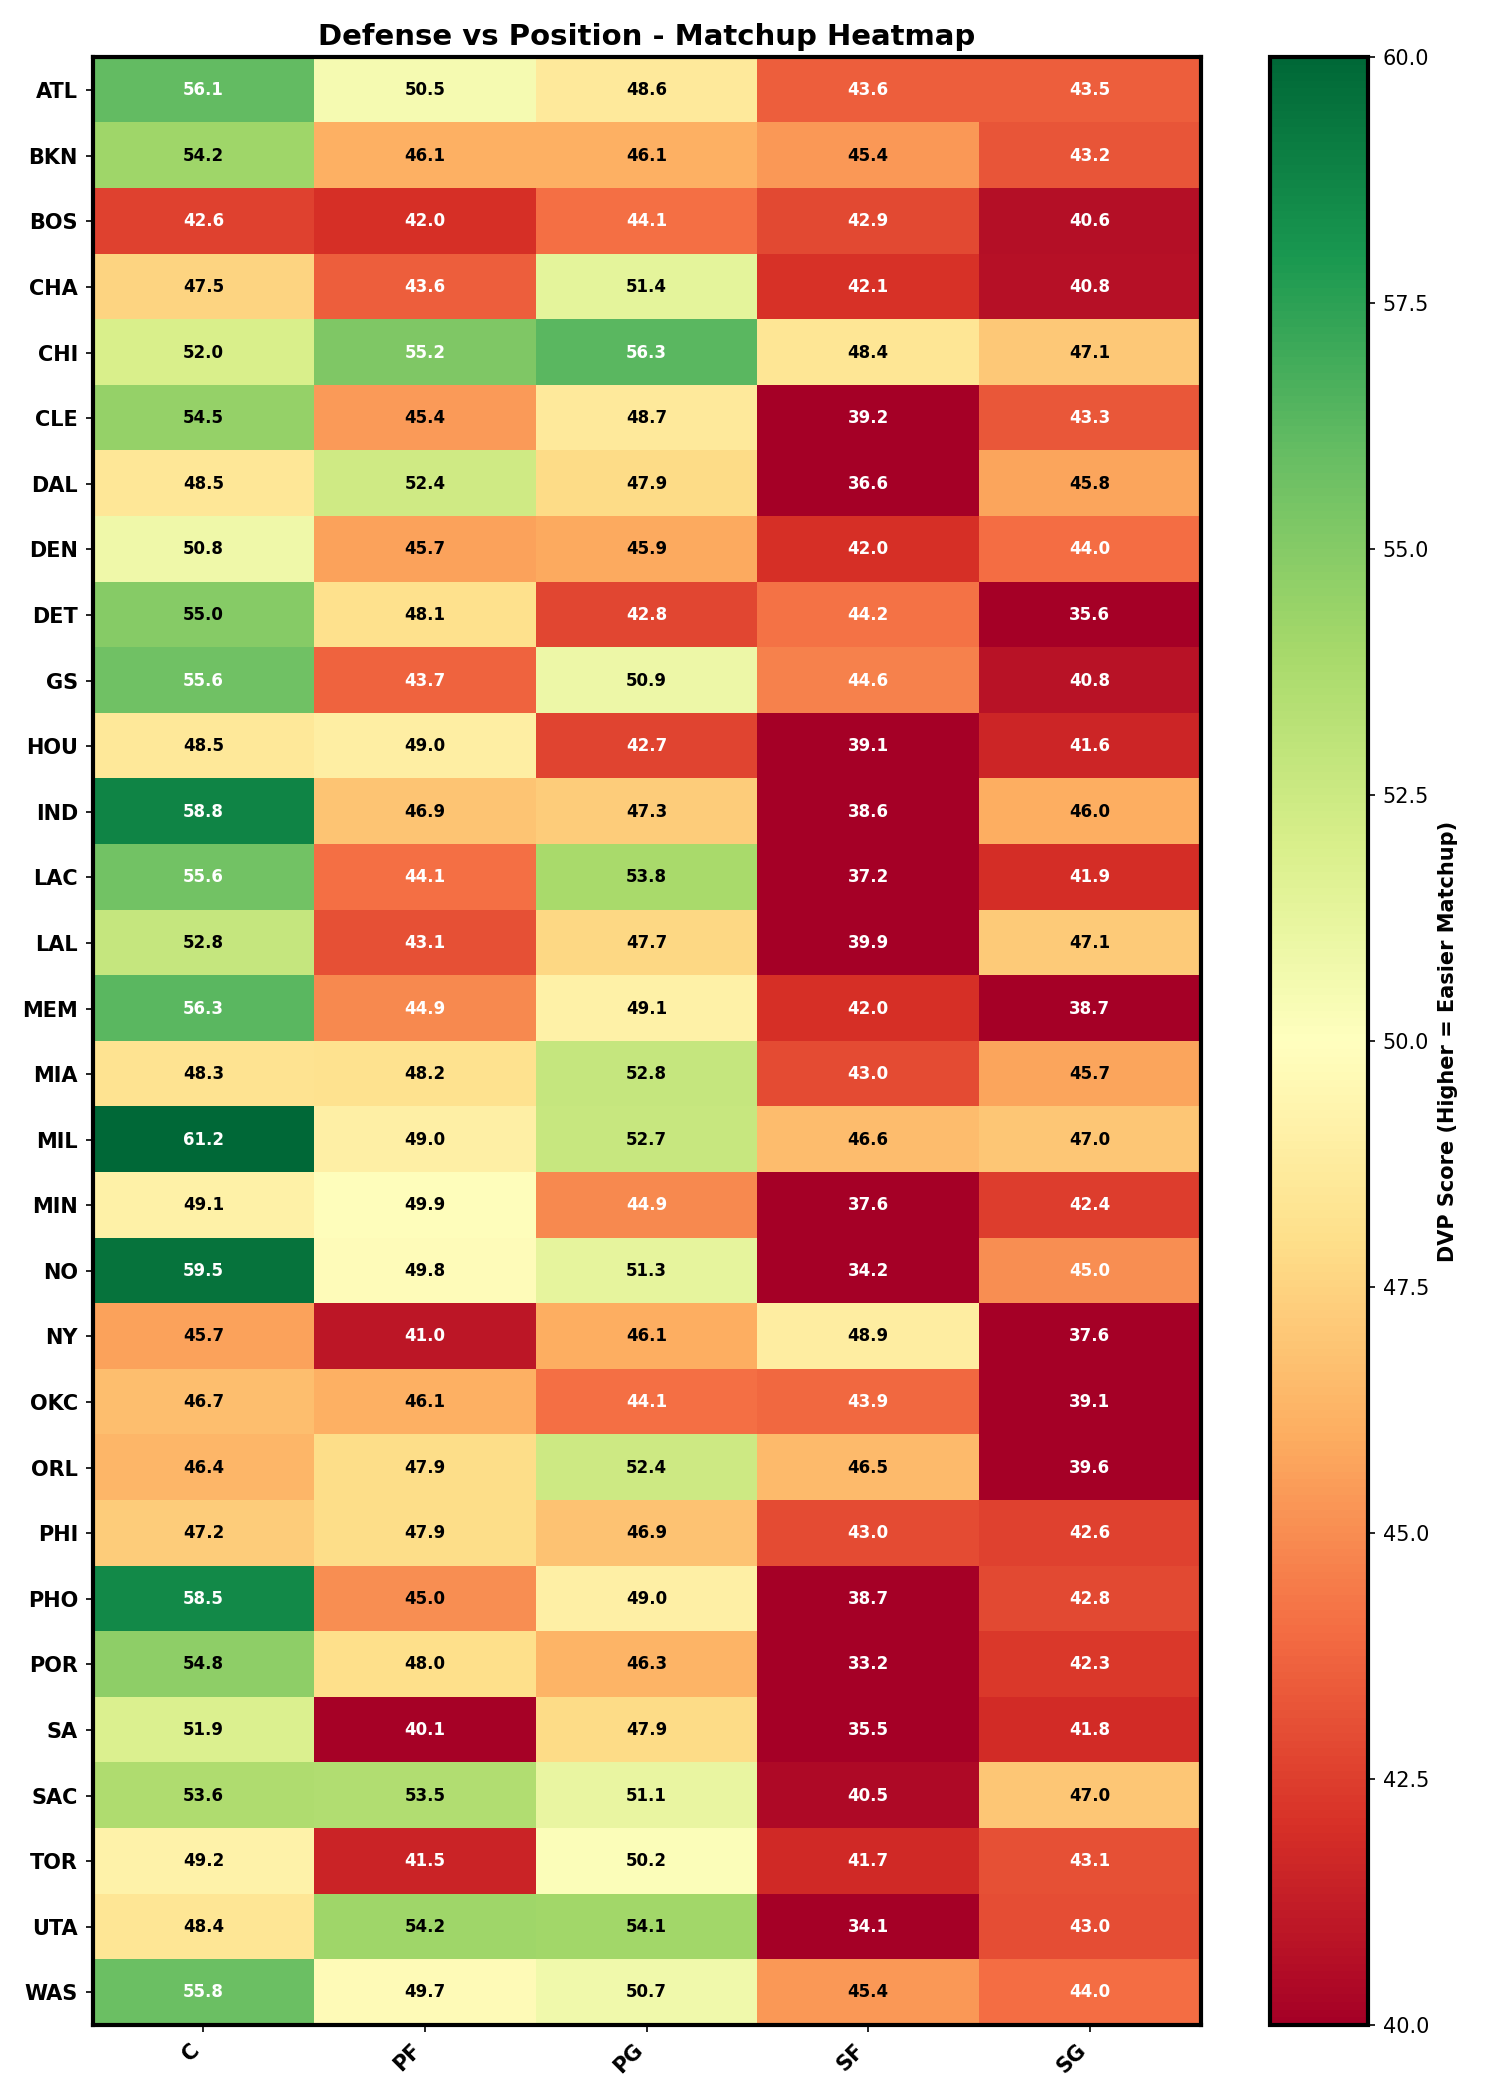 Defense vs Position - Matchup Heatmap
ATL 56.1 50.5 48.6 43.6 43.5
BKN 54.2 46.1 46.1 45.4 43.2
BOS 42.6 42.0 44.1 42.9 40.6
CHA 47.5 43.6 51.4 42.1 40.8
CHI 52.0 55.2 56.3 48.4 47.1
CLE 54.5 45.4 48.7 39.2 43.3
DAL 48.5 52.4 47.9 36.6 45.8
DEN 50.8 45.7 45.9 42.0 44.0
DET 55.0 48.1 42.8 44.2 35.6
GS 55.6 43.7 50.9 44.6 40.8
HOU 48.5 49.0 42.7 39.1 41.6
IND 58.8 46.9 47.3 38.6 46.0
LAC 55.6 44.1 53.8 37.2 41.9
LAL 52.8 43.1 47.7 39.9 47.1
MEM 56.3 44.9 49.1 42.0 38.7
MIA 48.3 48.2 52.8 43.0 45.7
MIL 61.2 49.0 52.7 46.6 47.0
MIN 49.1 49.9 44.9 37.6 42.4
NO 59.5 49.8 51.3 34.2 45.0
NY 45.7 41.0 46.1 48.9 37.6
OKC 46.7 46.1 44.1 43.9 39.1
ORL 46.4 47.9 52.4 46.5 39.6
PHI 47.2 47.9 46.9 43.0 42.6
PHO 58.5 45.0 49.0 38.7 42.8
POR 54.8 48.0 46.3 33.2 42.3
SA 51.9 40.1 47.9 35.5 41.8
SAC 53.6 53.5 51.1 40.5 47.0
TOR 49.2 41.5 50.2 41.7 43.1
UTA 48.4 54.2 54.1 34.1 43.0
WAS 55.8 49.7 50.7 45.4 44.0
C PF PG SF SG
60.0
57.5
55.0
52.5
50.0
47.5
45.0
42.5
40.0
DVP Score (Higher = Easier Matchup)